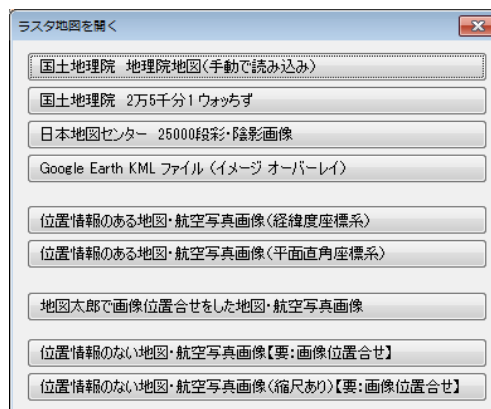 ラスタ地図を開く
国土地理院 地理院地図(手動で読み込み)
国土地理院 2万5千分1 ウォッちず
日本地図センター 25000段彩・陰影画像
Google Earth KML ファイル (イメージ オーバーレイ)
位置情報のある地図・航空写真画像(経緯度座標系)
位置情報のある地図・航空写真画像(平面直角座標系)
地図太郎で画像位置合せをした地図・航空写真画像
位置情報のない地図・航空写真画像【要:画像位置合せ】
位置情報のない地図・航空写真画像(縮尺あり)【要:画像位置合せ】